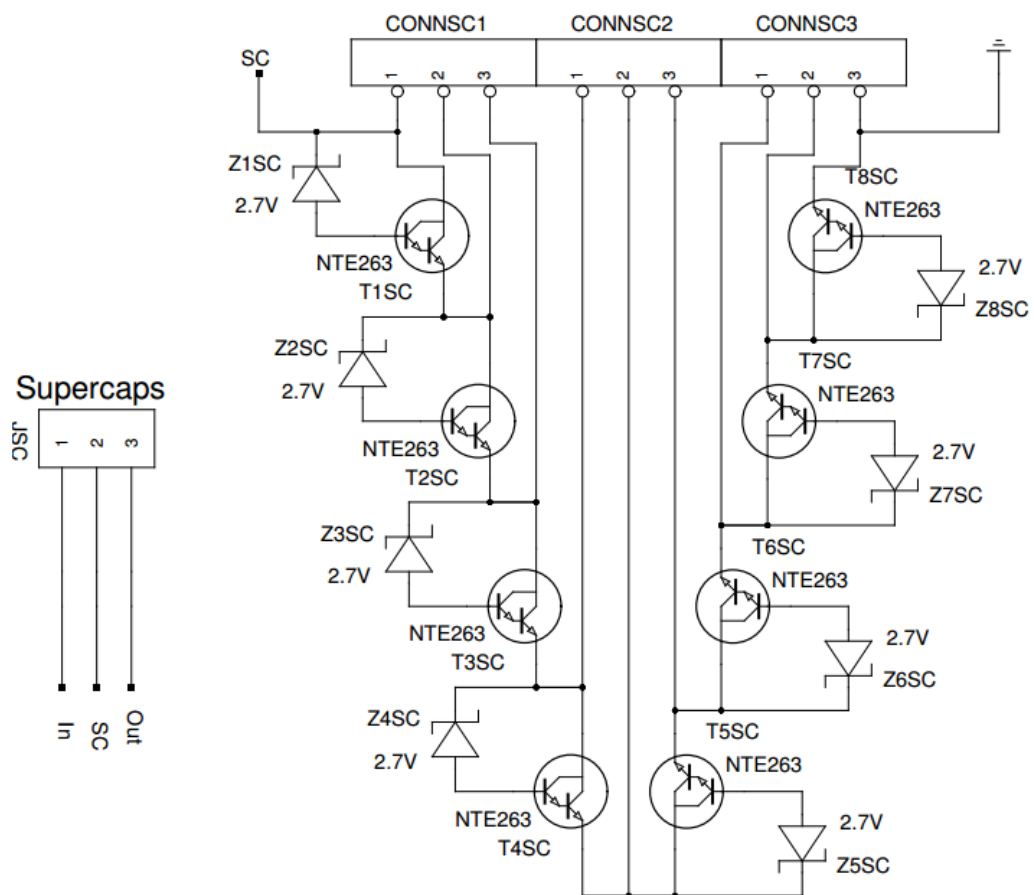 CONNSC1 CONNSC2 CONNSC3
SC
1 2 3 1 2 3 1 2 3
Z1SC
2.7V
NTE263
T1SC
T8SC
NTE263
2.7V
Z8SC
Z2SC
2.7V
NTE263
T2SC
T7SC
NTE263
2.7V
Z7SC
Supercaps
JSC
1 2 3
In SC Out
Z3SC
2.7V
NTE263
T3SC
T6SC
NTE263
2.7V
Z6SC
Z4SC
2.7V
NTE263
T4SC
T5SC
NTE263
2.7V
Z5SC